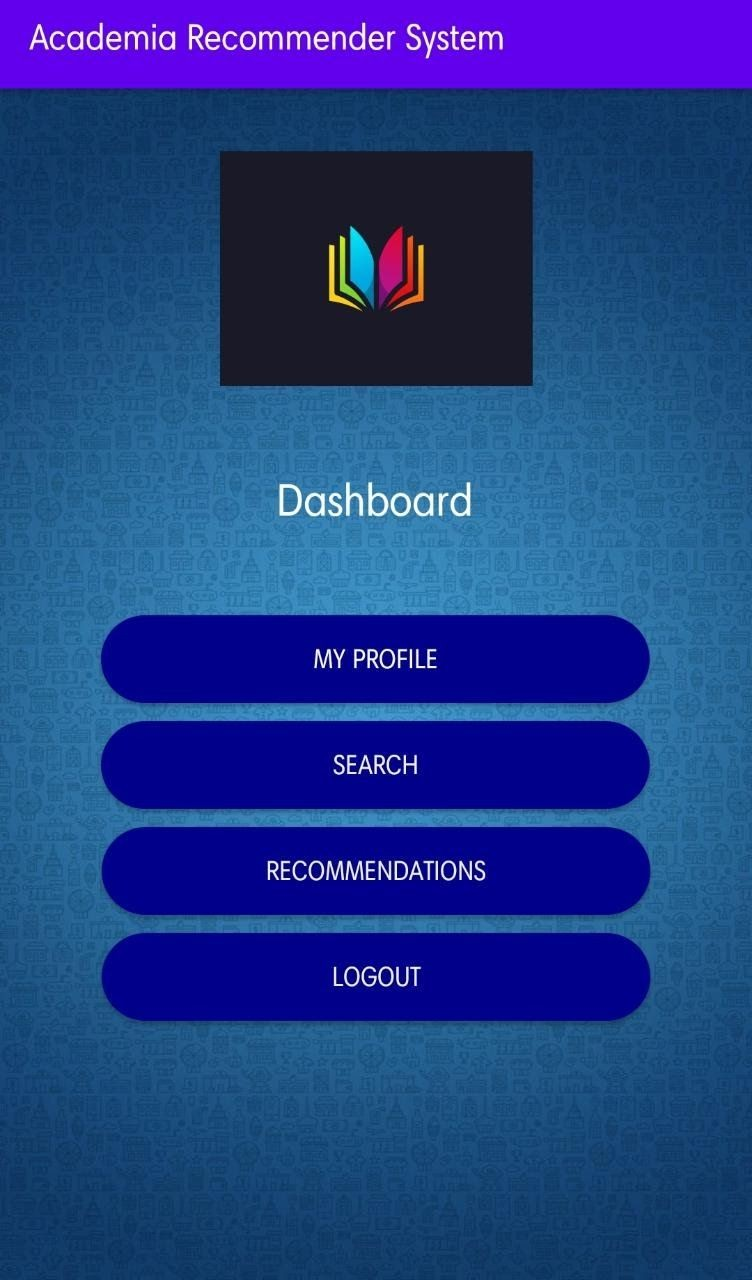 Academia Recommender System
Dashboard
MY PROFILE
SEARCH
RECOMMENDATIONS
LOGOUT